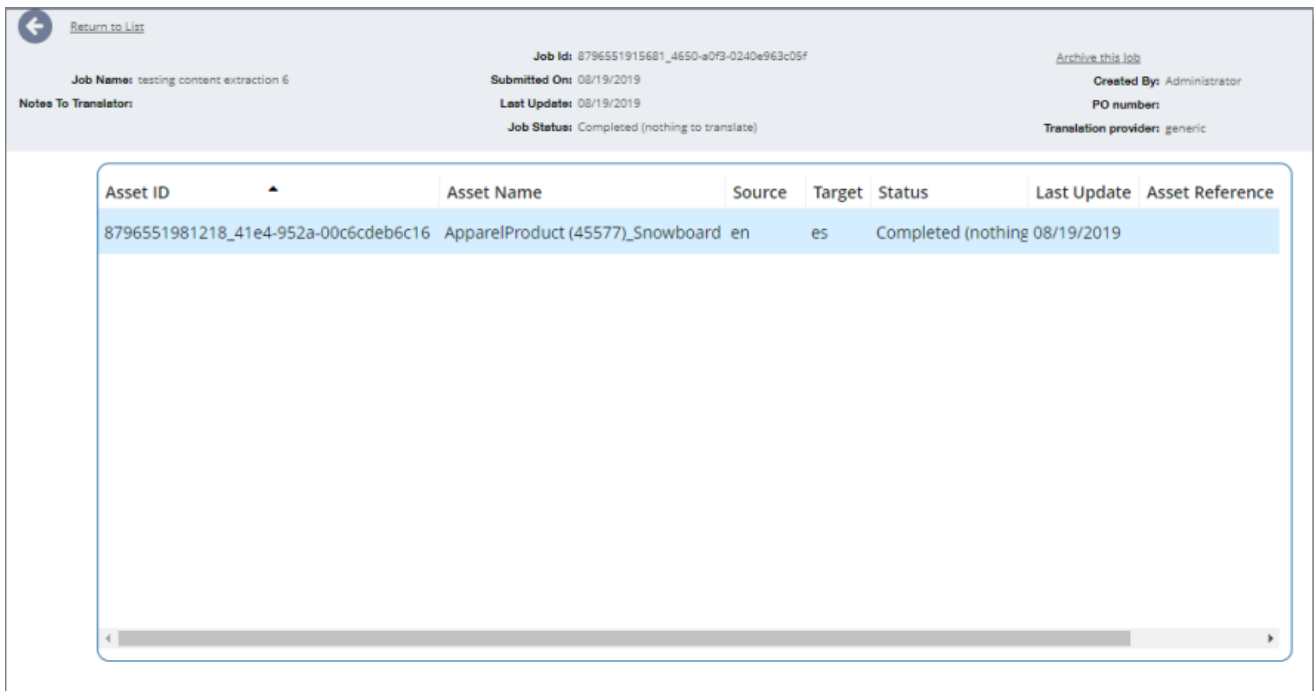 Return to List
Job Id: 8796551915681_4650-a0f3-0240e963c05f
Archive this Job
Job Name: testing content extraction 6
Submitted On: 08/19/2019
Created By: Administrator
Notes To Translator:
Last Update: 08/19/2019
PO number:
Job Status: Completed (nothing to translate)
Translation provider: generic
Asset ID Asset Name Source Target Status Last Update Asset Reference
8796551981218_41e4-952a-00c6cdeb6c16 ApparelProduct (45577)_Snowboard en es Completed (nothing 08/19/2019